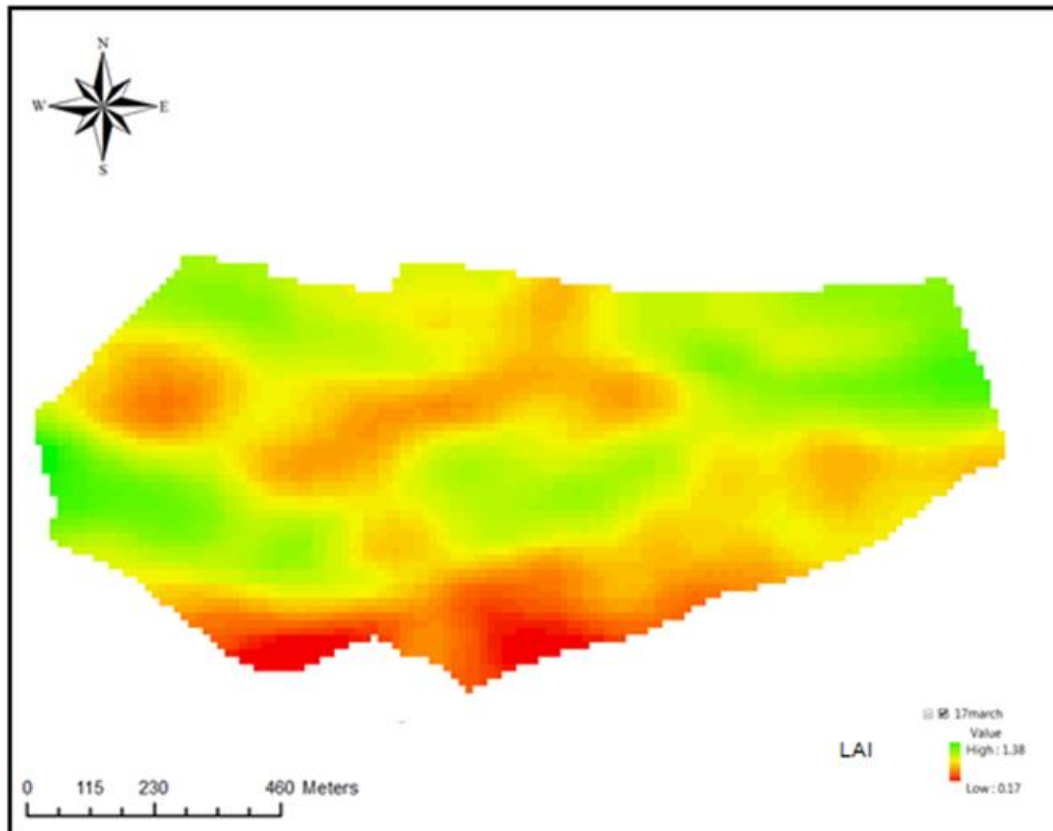 N
W E
S
17march
Value
LAI
High : 1.38
Low : 0.17
0 115 230 460 Meters